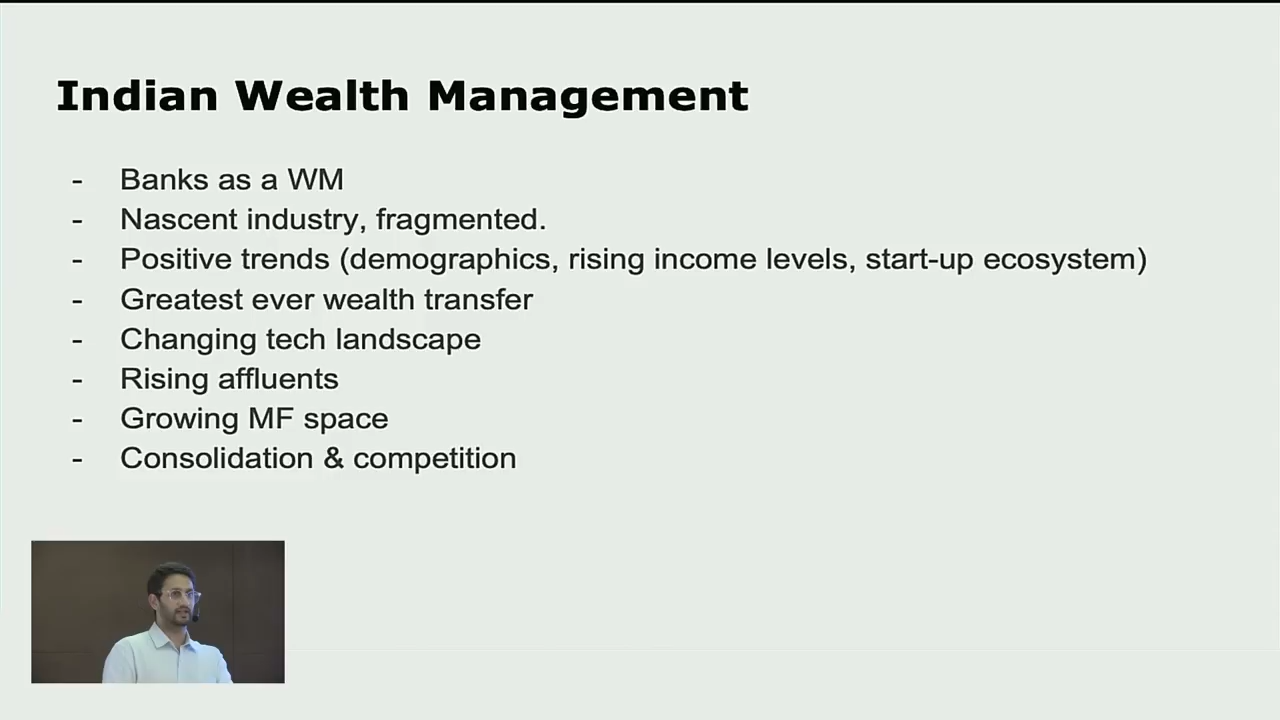 Indian Wealth Management
- Banks as a WM
- Nascent industry, fragmented.
- Positive trends (demographics, rising income levels, start-up ecosystem)
- Greatest ever wealth transfer
- Changing tech landscape
- Rising affluents
- Growing MF space
- Consolidation & competition